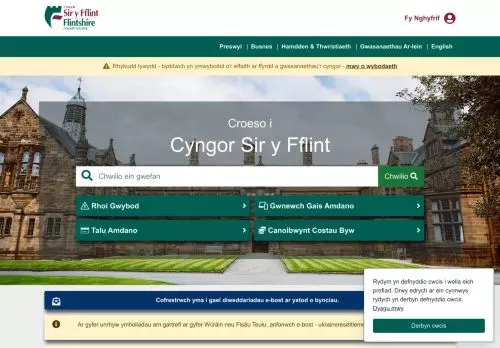 CYNGOR
Sir y Fflint
Flintshire
COUNTY COUNCIL
Fy Nghyfrif
Preswyl | Busnes | Hamdden & Thwristiaeth | Gwasanaethau Ar-lein | English
Rhybudd tywydd - byddwch yn ymwybodol o'r effaith ar ffyrdd a gwasanaethau'r cyngor - mwy o wybodaeth
Croeso i
Cyngor Sir y Fflint
Chwilio ein gwefan
Chwilio
Rhoi Gwybod
Gwnewch Gais Amdano
Talu Amdano
Canolbwynt Costau Byw
Cofrestrwch yma i gael diweddariadau e-bost ar ystod o bynciau.
Ar gyfer unrhyw ymholiadau am gartrefi ar gyfer Wcráin neu Fisâu Teulu, anfonwch e-bost -
Rydym yn defnyddio cwcis i wella eich
profiad. Drwy edrych ar ein cynnwys
rydych yn derbyn defnyddio cwcis.
Dysgu mwy
Derbyn cwcis